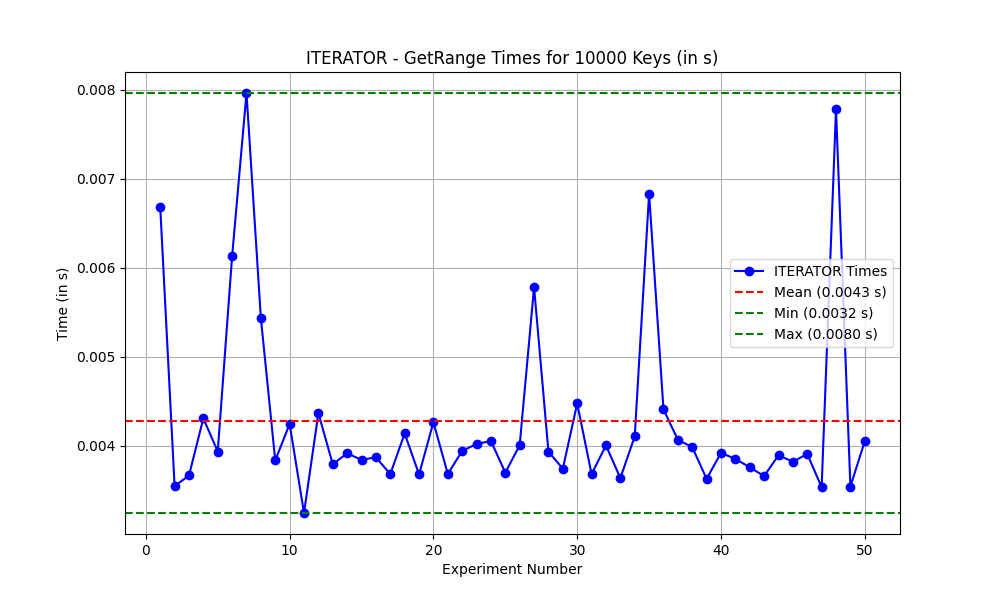 ITERATOR - GetRange Times for 10000 Keys (in s)
Time (in s)
0.008
0.007
0.006
0.005
0.004
ITERATOR Times
Mean (0.0043 s)
Min (0.0032 s)
Max (0.0080 s)
0 10 20 30 40 50
Experiment Number